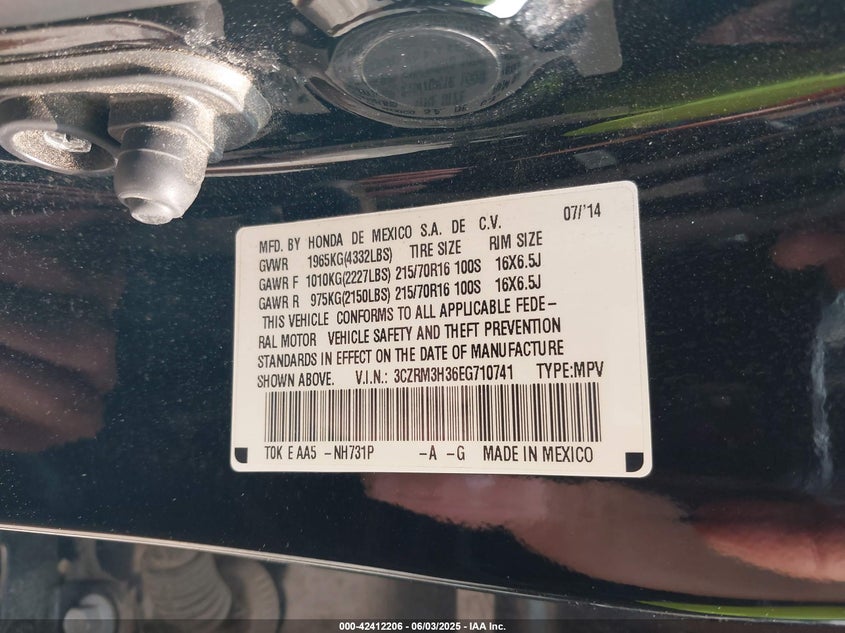 07/'14
MFD. BY HONDA DE MEXICO S.A. DE C.V.
GVWR 1965KG(4332LBS) TIRE SIZE RIM SIZE
GAWR F 1010KG(2227LBS) 215/70R16 100S 16X6.5J
GAWR R 975KG(2150LBS) 215/70R16 100S 16X6.5J
THIS VEHICLE CONFORMS TO ALL APPLICABLE FEDE–
RAL MOTOR VEHICLE SAFETY AND THEFT PREVENTION
STANDARDS IN EFFECT ON THE DATE OF MANUFACTURE
SHOWN ABOVE. V.I.N.: 3CZRM3H36EG710741 TYPE:MPV
T0K E AA5 –NH731P –A –G MADE IN MEXICO
000-42412206 - 06/03/2025 - IAA Inc.